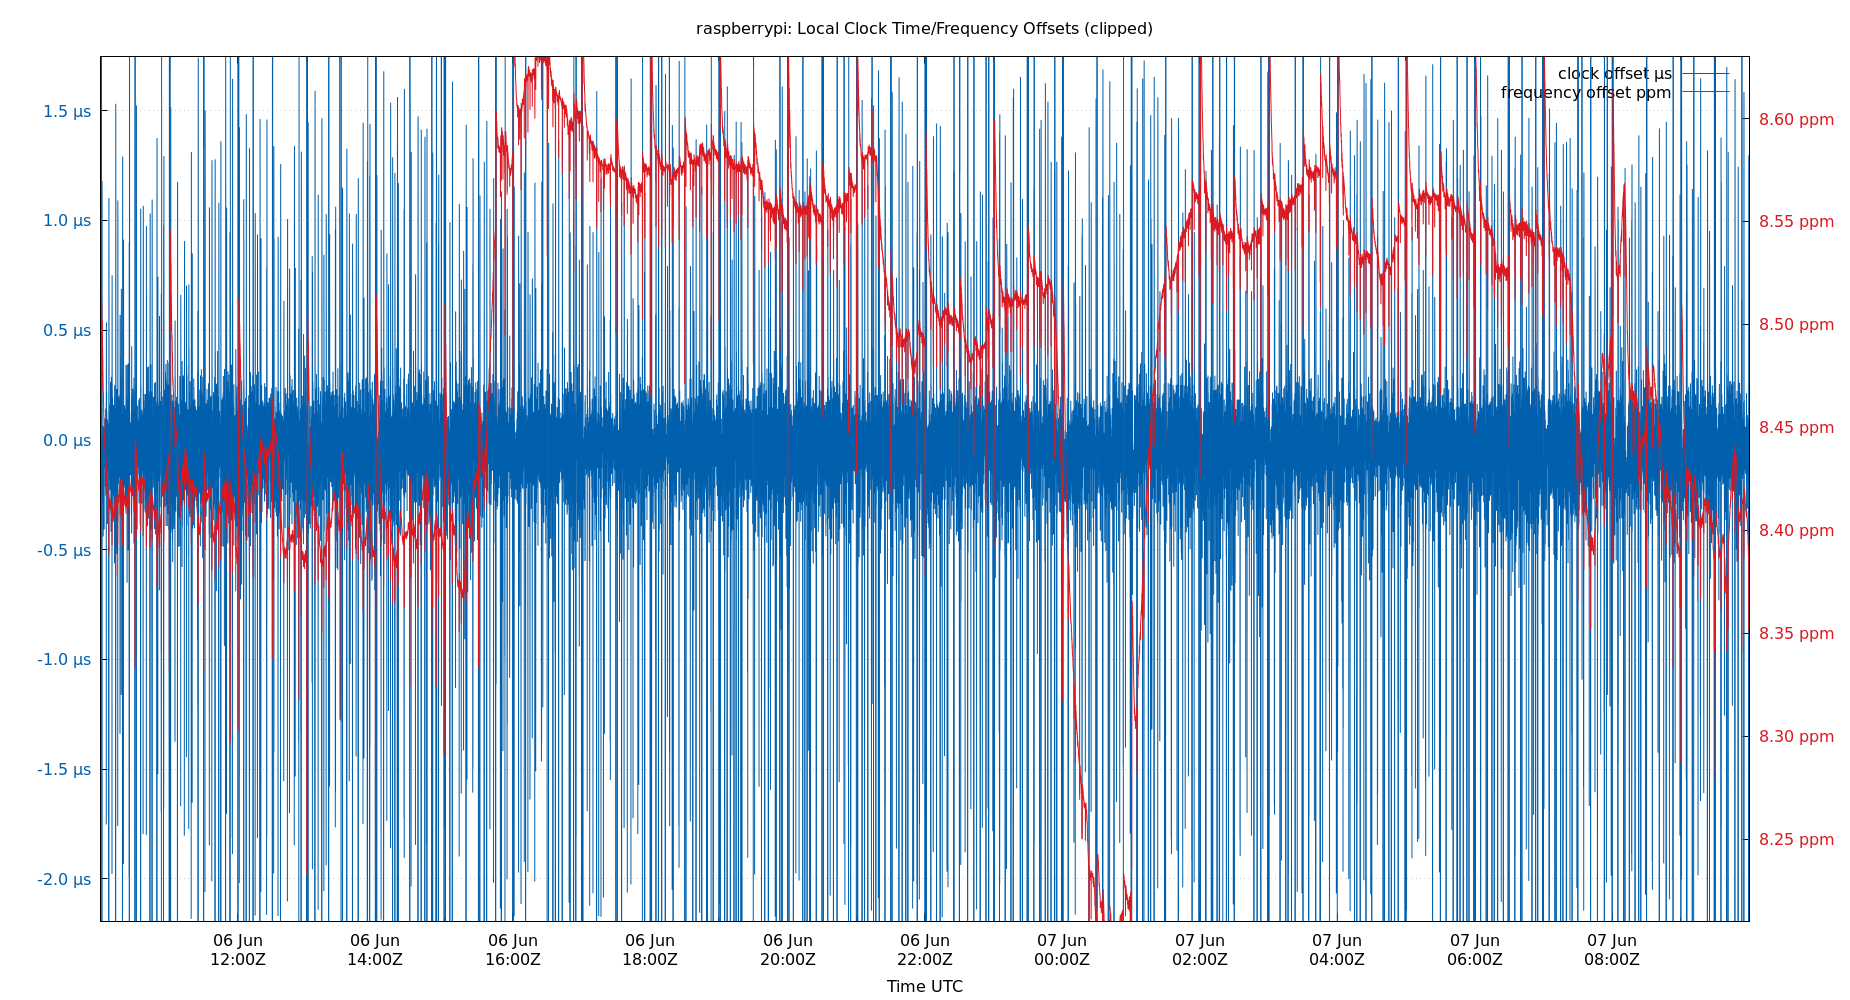 raspberrypi: Local Clock Time/Frequency Offsets (clipped)
clock offset µs
frequency offset ppm
1.5 µs
1.0 µs
0.5 µs
0.0 µs
-0.5 µs
-1.0 µs
-1.5 µs
-2.0 µs
8.60 ppm
8.55 ppm
8.50 ppm
8.45 ppm
8.40 ppm
8.35 ppm
8.30 ppm
8.25 ppm
06 Jun 06 Jun 06 Jun 06 Jun 06 Jun 06 Jun 07 Jun 07 Jun 07 Jun 07 Jun 07 Jun
12:00Z 14:00Z 16:00Z 18:00Z 20:00Z 22:00Z 00:00Z 02:00Z 04:00Z 06:00Z 08:00Z
Time UTC